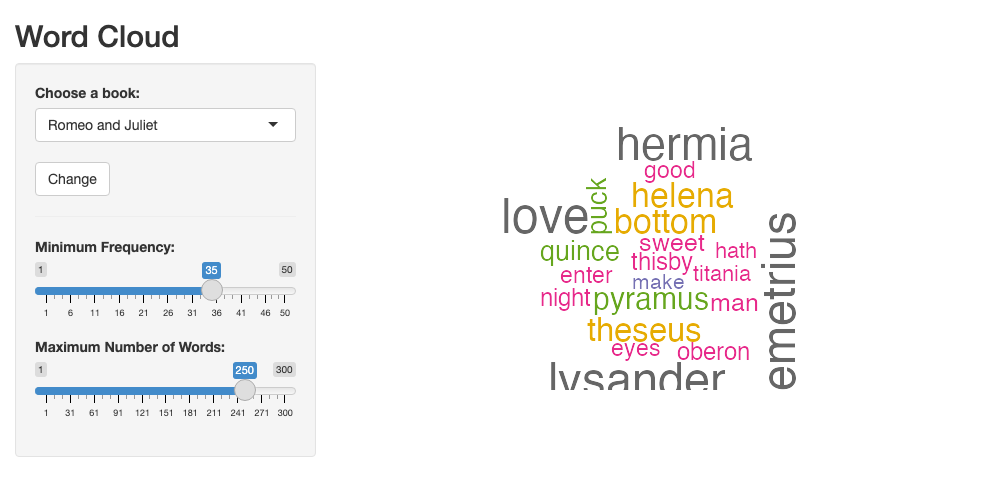 Word Cloud
Choose a book:
Romeo and Juliet
Change
Minimum Frequency:
1 35 50
1 6 11 16 21 26 31 36 41 46 50
Maximum Number of Words:
1 250 300
1 31 61 91 121 151 181 211 241 271 300
hermia
good
puck
helena
love
bottom
sweet
quince
hath
thisby
enter
titania
make
night
pyramus
man
emetrius
theseus
eyes
oberon
lysander